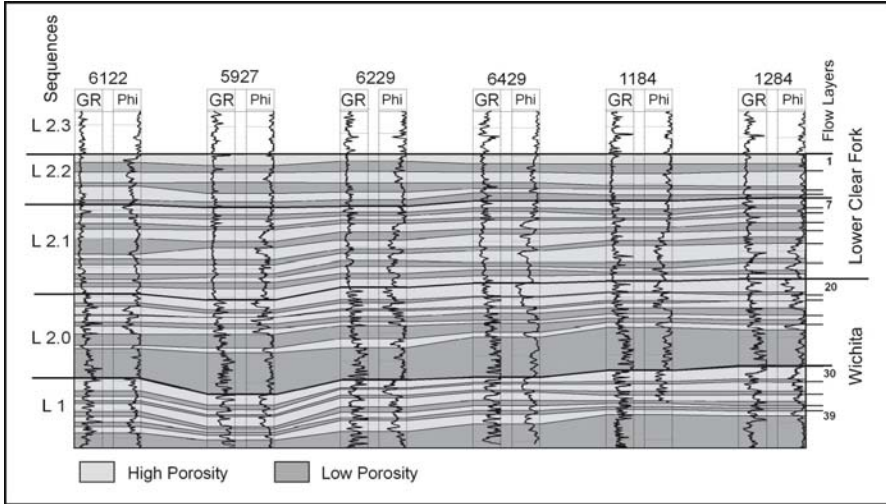 Sequences
6122 5927 6229 6429 1184 1284
Flow Layers
GR Phi GR Phi GR Phi GR Phi GR Phi GR Phi
L 2.3
L 2.2
L 2.1
L 2.0
L 1
1
7
20
30
39
Lower Clear Fork
Wichita
High Porosity Low Porosity